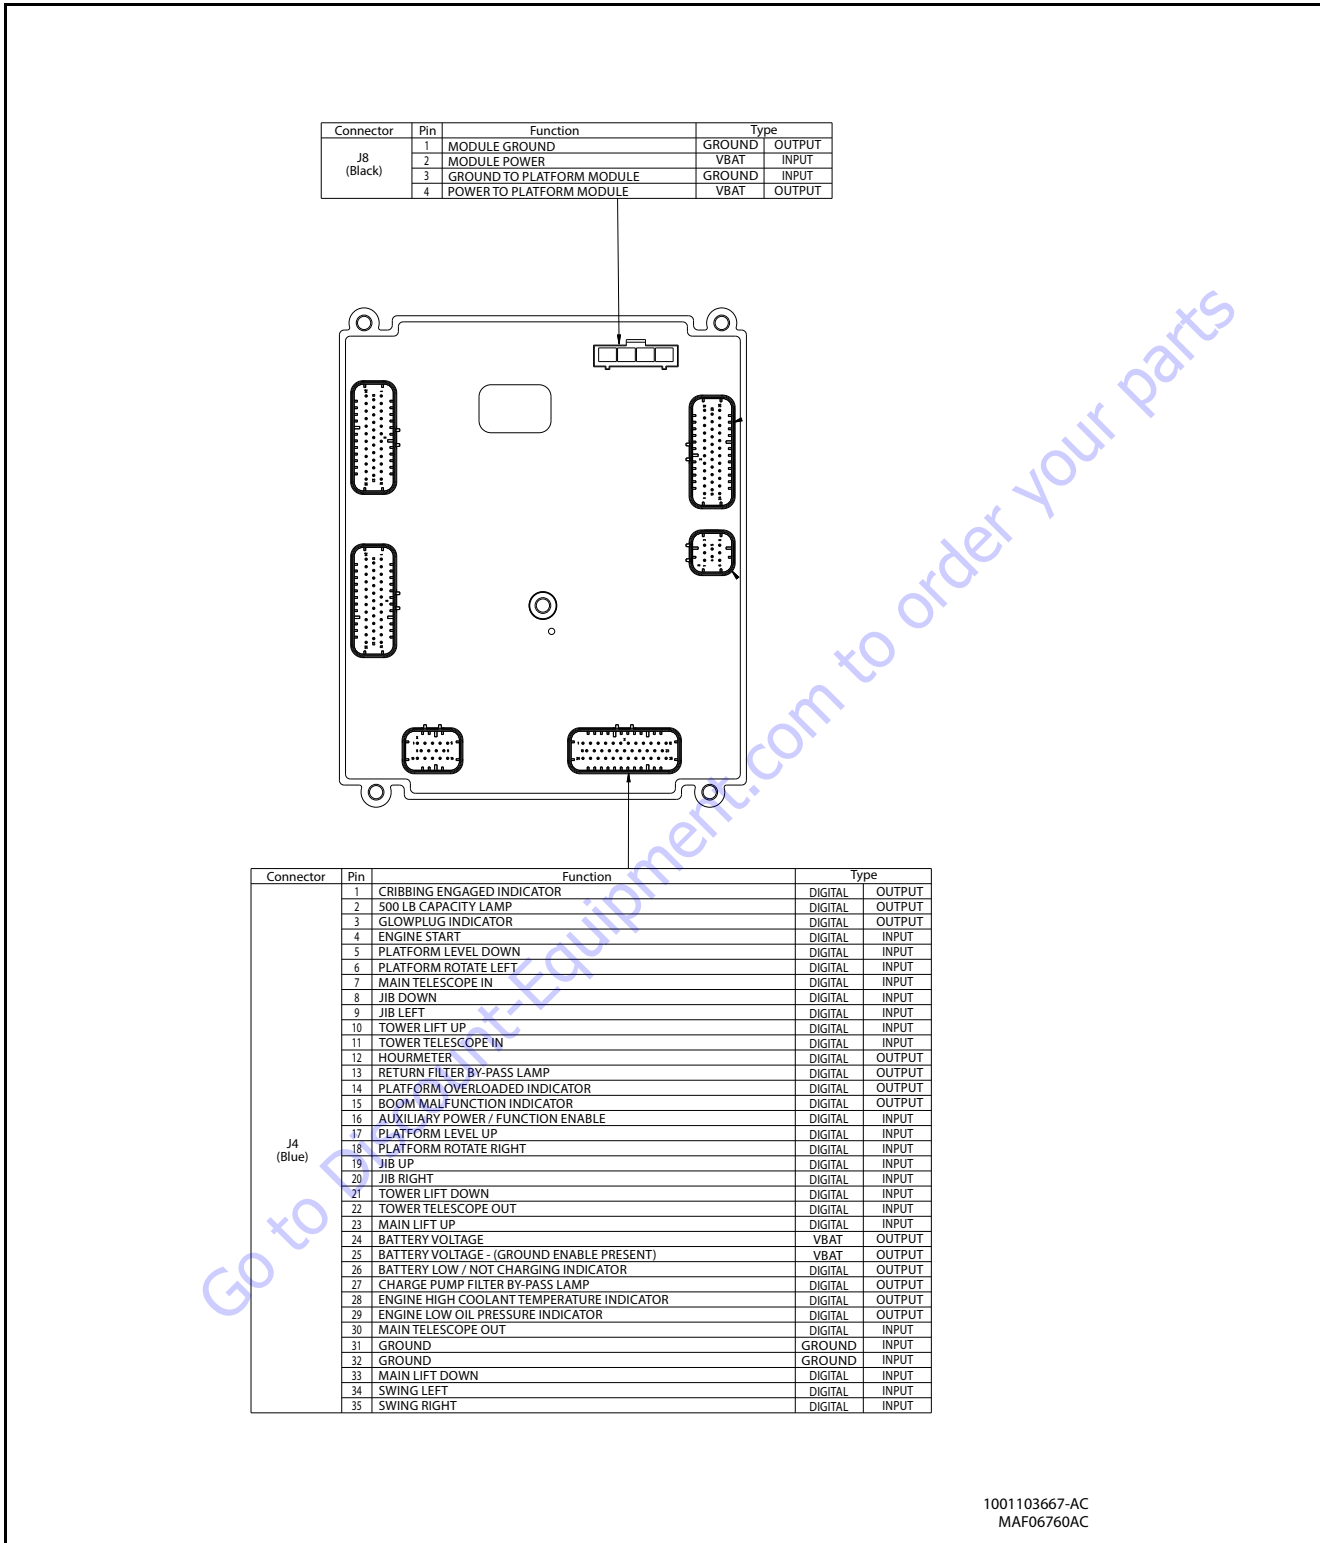 Connector Pin Function Type
J8
(Black)
1 MODULE GROUND GROUND OUTPUT
2 MODULE POWER VBAT INPUT
3 GROUND TO PLATFORM MODULE GROUND INPUT
4 POWER TO PLATFORM MODULE VBAT OUTPUT
Connector Pin Function Type
J4
(Blue)
1 CRIBBING ENGAGED INDICATOR DIGITAL OUTPUT
2 500 LB CAPACITY LAMP DIGITAL OUTPUT
3 GLOWPLUG INDICATOR DIGITAL OUTPUT
4 ENGINE START DIGITAL INPUT
5 PLATFORM LEVEL DOWN DIGITAL INPUT
6 PLATFORM ROTATE LEFT DIGITAL INPUT
7 MAIN TELESCOPE IN DIGITAL INPUT
8 JIB DOWN DIGITAL INPUT
9 JIB LEFT DIGITAL INPUT
10 TOWER LIFT UP DIGITAL INPUT
11 TOWER TELESCOPE IN DIGITAL INPUT
12 HOURMETER DIGITAL OUTPUT
13 RETURN FILTER BY-PASS LAMP DIGITAL OUTPUT
14 PLATFORM OVERLOADED INDICATOR DIGITAL OUTPUT
15 BOOM MALFUNCTION INDICATOR DIGITAL OUTPUT
16 AUXILIARY POWER / FUNCTION ENABLE DIGITAL INPUT
17 PLATFORM LEVEL UP DIGITAL INPUT
18 PLATFORM ROTATE RIGHT DIGITAL INPUT
19 JIB UP DIGITAL INPUT
20 JIB RIGHT DIGITAL INPUT
21 TOWER LIFT DOWN DIGITAL INPUT
22 TOWER TELESCOPE OUT DIGITAL INPUT
23 MAIN LIFT UP DIGITAL INPUT
24 BATTERY VOLTAGE VBAT OUTPUT
25 BATTERY VOLTAGE - (GROUND ENABLE PRESENT) VBAT OUTPUT
26 BATTERY LOW / NOT CHARGING INDICATOR DIGITAL OUTPUT
27 CHARGE PUMP FILTER BY-PASS LAMP DIGITAL OUTPUT
28 ENGINE HIGH COOLANT TEMPERATURE INDICATOR DIGITAL OUTPUT
29 ENGINE LOW OIL PRESSURE INDICATOR DIGITAL OUTPUT
30 MAIN TELESCOPE OUT DIGITAL INPUT
31 GROUND GROUND INPUT
32 GROUND GROUND INPUT
33 MAIN LIFT DOWN DIGITAL INPUT
34 SWING LEFT DIGITAL INPUT
35 SWING RIGHT DIGITAL INPUT
1001103667-AC
MAF06760AC
Go to Discount-Equipment.com to order your parts